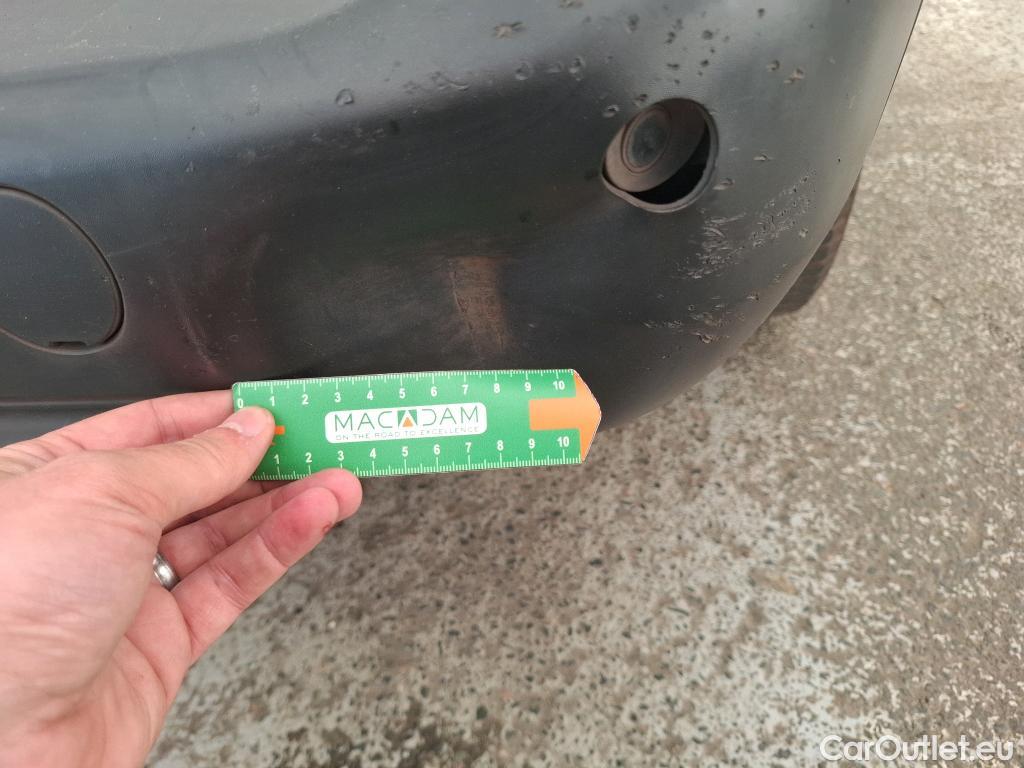 0 1 2 3 4 5 6 7 8 9 10
MACADAM
ON THE ROAD TO EXCELLENCE
1 2 3 4 5 6 7 8 9 10
CarOutlet.eu